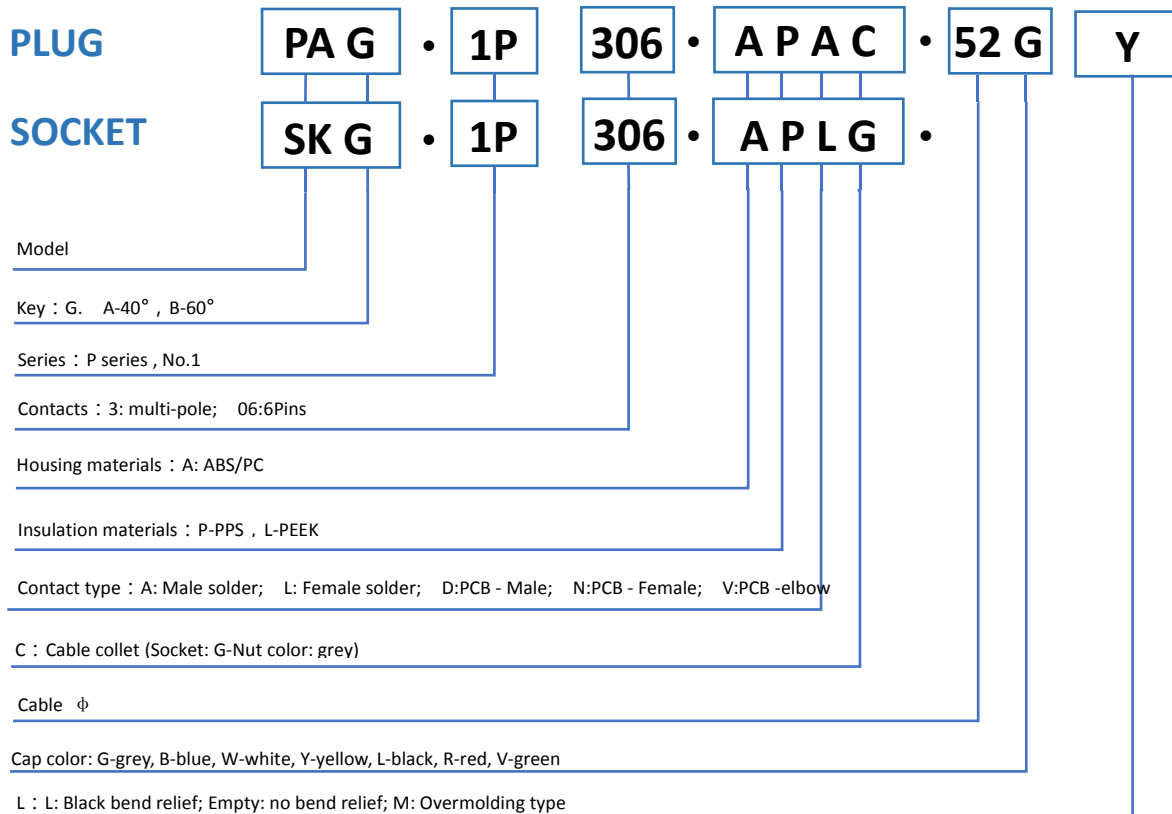 PLUG PA G • 1P 306 • A P A C • 52 G Y
SOCKET SK G • 1P 306 • A P L G •
Model
Key：G. A-40°, B-60°
Series：P series , No.1
Contacts：3: multi-pole; 06:6Pins
Housing materials：A: ABS/PC
Insulation materials：P-PPS , L-PEEK
Contact type：A: Male solder; L: Female solder; D:PCB - Male; N:PCB - Female; V:PCB -elbow
C：Cable collet (Socket: G-Nut color: grey)
Cable ф
Cap color: G-grey, B-blue, W-white, Y-yellow, L-black, R-red, V-green
L：L: Black bend relief; Empty: no bend relief; M: Overmolding type